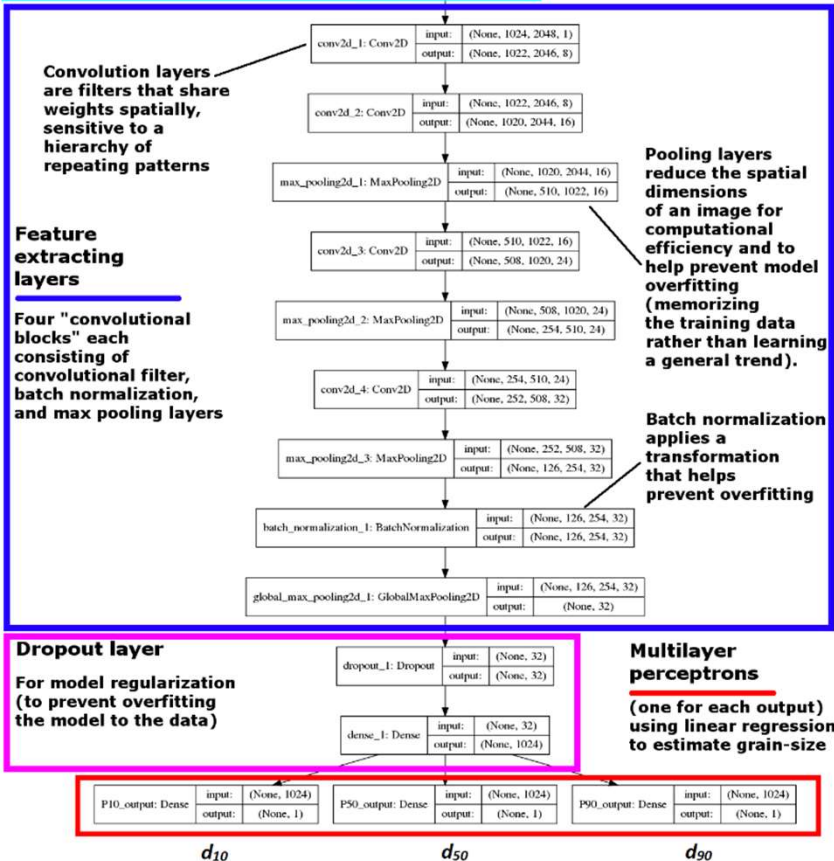 conv2d_1: Conv2D
input: (None, 1024, 2048, 1)
output: (None, 1022, 2046, 8)
Convolution layers
are filters that share
weights spatially,
sensitive to a
hierarchy of
repeating patterns
conv2d_2: Conv2D
input: (None, 1022, 2046, 8)
output: (None, 1020, 2044, 16)
max_pooling2d_1: MaxPooling2D
input: (None, 1020, 2044, 16)
output: (None, 510, 1022, 16)
Pooling layers
reduce the spatial
dimensions
of an image for
computational
efficiency and to
help prevent model
overfitting
(memorizing
the training data
rather than learning
a general trend).
Feature
extracting
layers
Four "convolutional
blocks" each
consisting of
convolutional filter,
batch normalization,
and max pooling layers
conv2d_3: Conv2D
input: (None, 510, 1022, 16)
output: (None, 508, 1020, 24)
max_pooling2d_2: MaxPooling2D
input: (None, 508, 1020, 24)
output: (None, 254, 510, 24)
conv2d_4: Conv2D
input: (None, 254, 510, 24)
output: (None, 252, 508, 32)
max_pooling2d_3: MaxPooling2D
input: (None, 252, 508, 32)
output: (None, 126, 254, 32)
Batch normalization
applies a
transformation
that helps
prevent overfitting
batch_normalization_1: BatchNormalization
input: (None, 126, 254, 32)
output: (None, 126, 254, 32)
global_max_pooling2d_1: GlobalMaxPooling2D
input: (None, 126, 254, 32)
output: (None, 32)
Dropout layer
For model regularization
(to prevent overfitting
the model to the data)
dropout_1: Dropout
input: (None, 32)
output: (None, 32)
dense_1: Dense
input: (None, 32)
output: (None, 1024)
Multilayer
perceptrons
(one for each output)
using linear regression
to estimate grain-size
P10_output: Dense
input: (None, 1024)
output: (None, 1)
P50_output: Dense
input: (None, 1024)
output: (None, 1)
P90_output: Dense
input: (None, 1024)
output: (None, 1)
d10
d50
d90